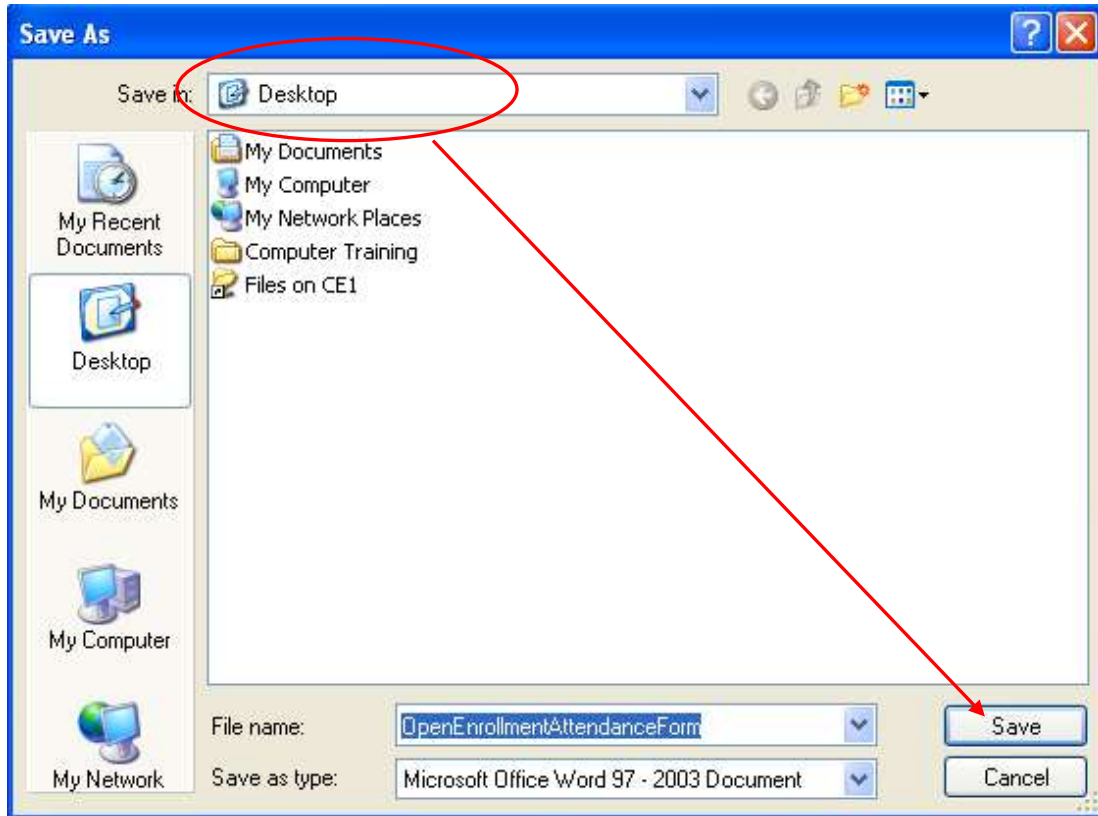 Save As
Save in:
Desktop
My Recent
Documents
Desktop
My Documents
My Computer
My Network
My Documents
My Computer
My Network Places
Computer Training
Files on CE1
File name:
OpenEnrollmentAttendanceForm
Save
Save as type:
Microsoft Office Word 97 - 2003 Document
Cancel